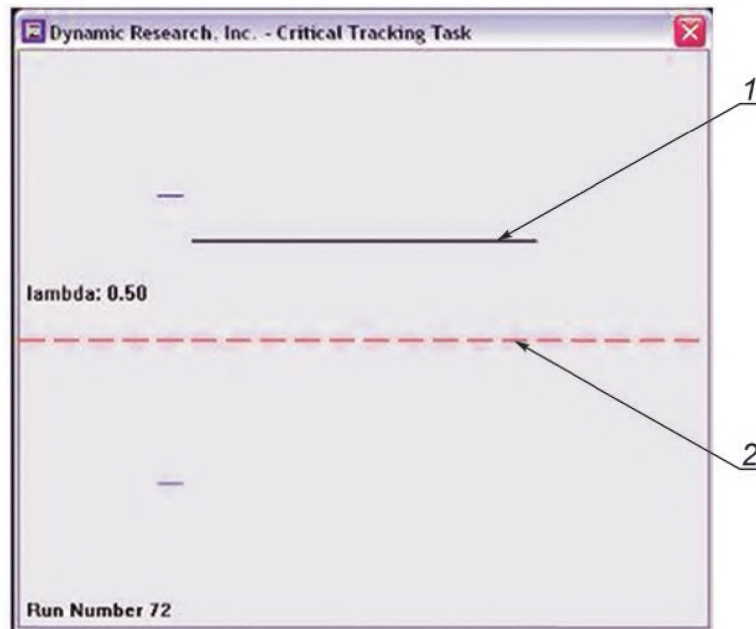 Dynamic Research, Inc. - Critical Tracking Task
1
lambda: 0.50
2
Run Number 72